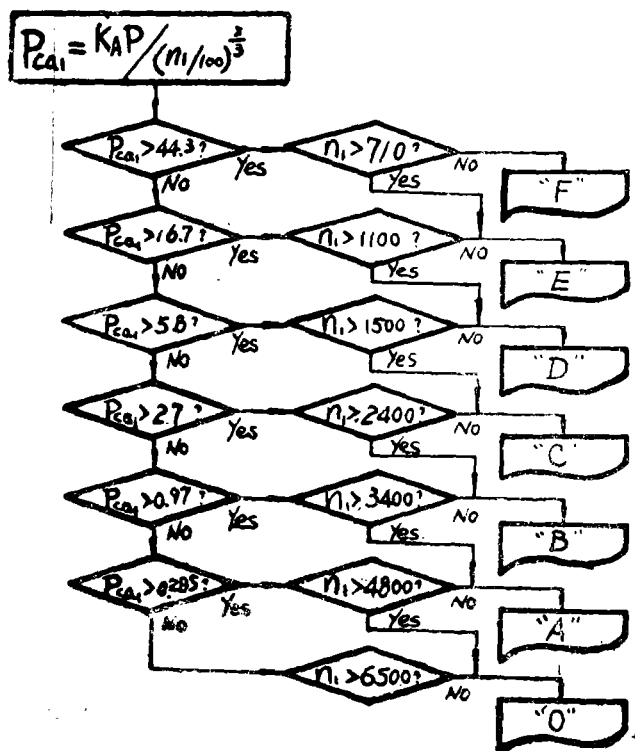 Pca₁ = KAP/(n₁/100)^⅔
Pca₁>44.3? Yes n₁>710? NO
NO Yes "F"
Pca₁>16.7? Yes n₁>1100? NO
NO Yes "E"
Pca₁>5.8? Yes n₁>1500? NO
NO Yes "D"
Pca₁>2.7? Yes n₁>2400? NO
NO Yes "C"
Pca₁>0.97? Yes n₁>3400? NO
NO Yes "B"
Pca₁>0.285? Yes n₁>4800? NO
NO Yes "A"
n₁>6500? NO
"O"